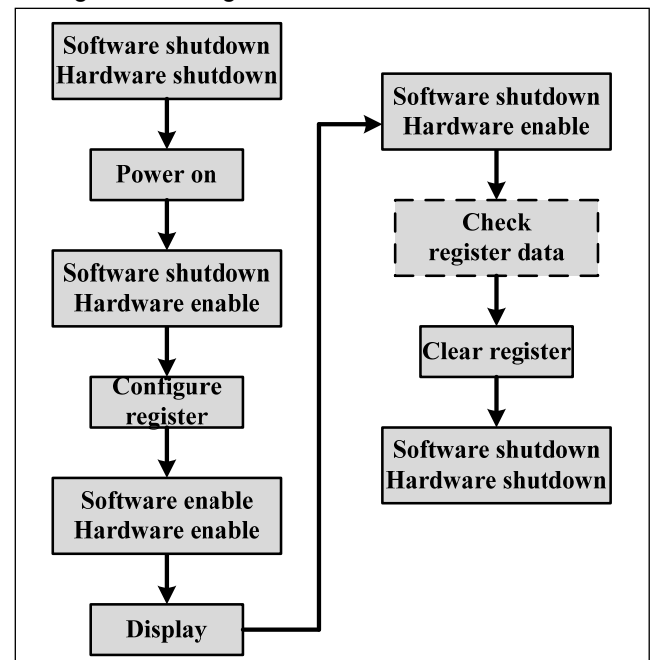 Software shutdown
Hardware shutdown
Power on
Software shutdown
Hardware enable
Configure
register
Software enable
Hardware enable
Display
Software shutdown
Hardware enable
Check
register data
Clear register
Software shutdown
Hardware shutdown